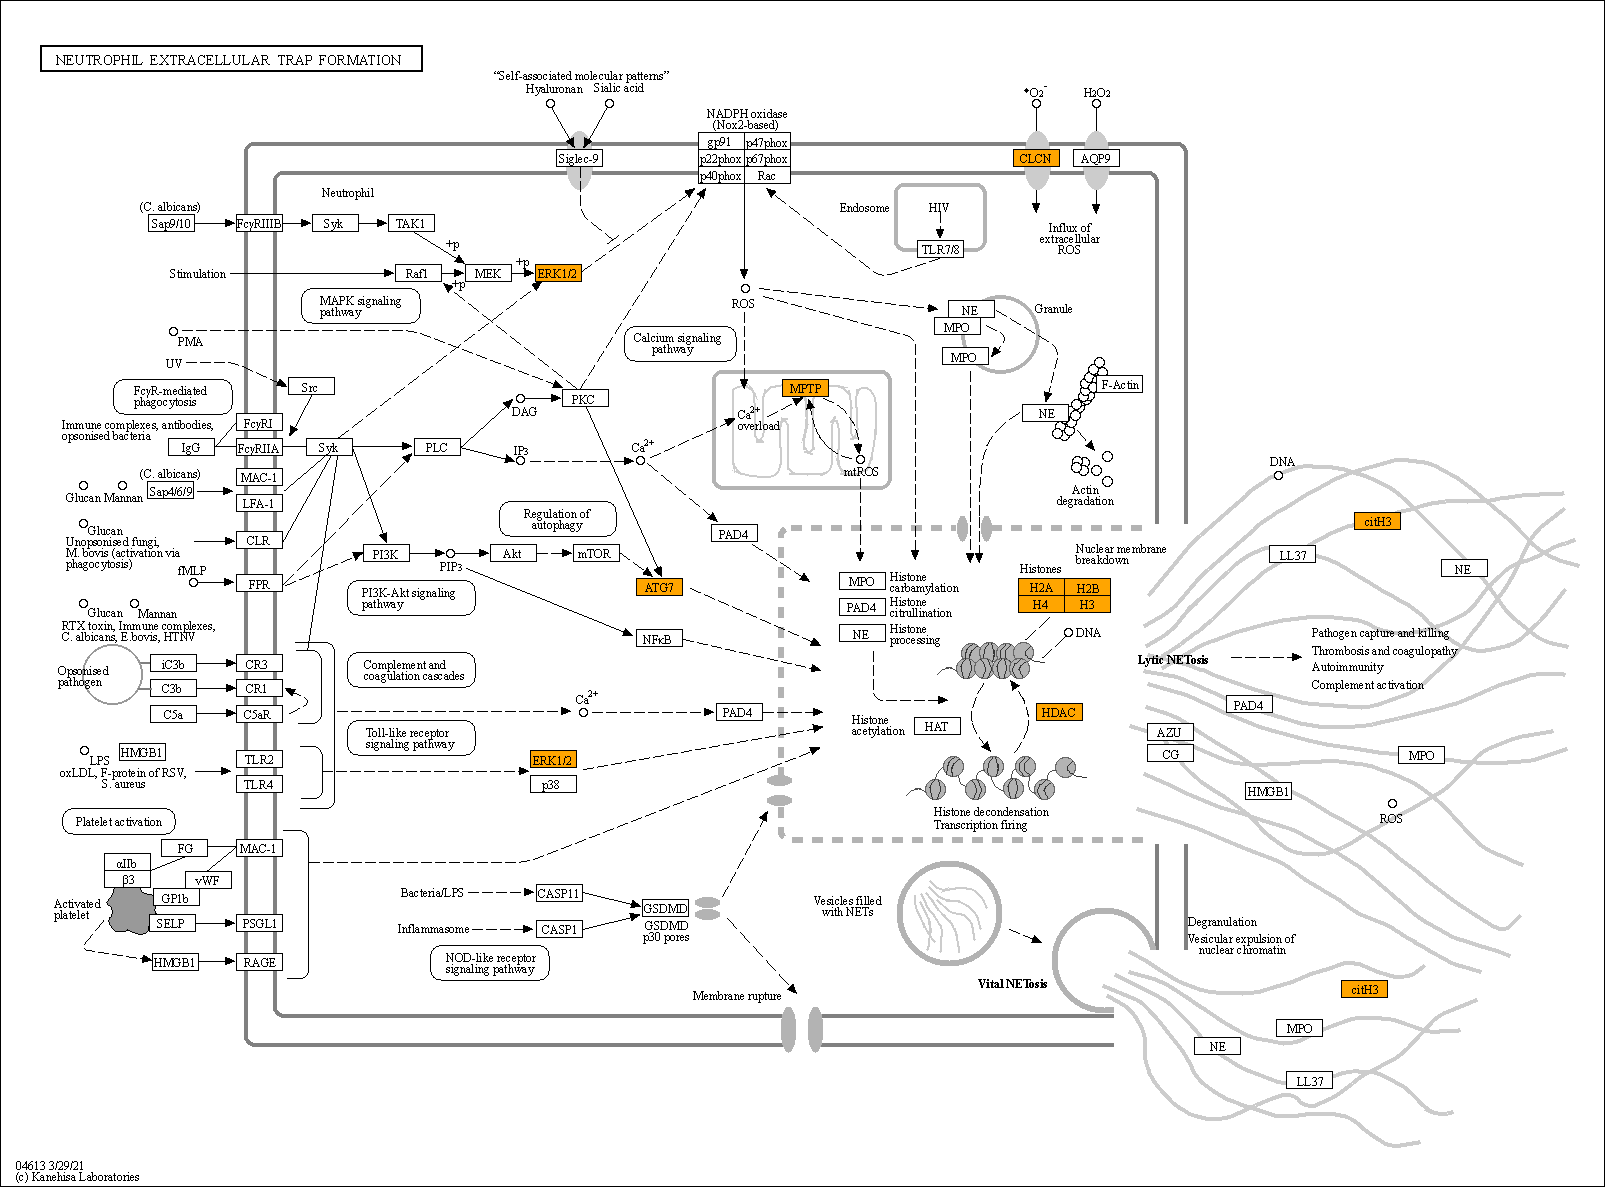 NEUTROPHIL EXTRACELLULAR TRAP FORMATION
“Self-associated molecular patterns”
Hyaluronan
Sialic acid
Siglec-9
NADPH oxidase
(Nox2-based)
gp91
p47phox
p22phox
p67phox
p40phox
Rac
•O2-
H2O2
CLCN
AQP9
Influx of
extracellular
ROS
Neutrophil
(C. albicans)
Sap9/10
FcγRIIIB
Syk
TAK1
+p
Stimulation
Raf1
MEK
+p
ERK1/2
+p
MAPK signaling
pathway
Endosome
HIV
TLR7/8
ROS
NE
MPO
MPO
Granule
PMA
UV
Src
Calcium signaling
pathway
FcγR-mediated
phagocytosis
PKC
DAG
MPTP
Ca2+
overload
mtROS
F-Actin
NE
Actin
degradation
Immune complexes, antibodies,
opsonised bacteria
FcγRI
IgG
FcγRIIA
Syk
PLC
IP3
Ca2+
(C. albicans)
MAC-1
Glucan
Mannan
Sap4/6/9
LFA-1
Glucan
Unopsonised fungi,
M. bovis (activation via
phagocytosis)
CLR
fMLP
FPR
Regulation of
autophagy
PAD4
PI3K
PIP3
Akt
mTOR
ATG7
PI3K-Akt signaling
pathway
NFκB
Glucan
Mannan
RTX toxin, Immune complexes,
C. albicans, E.bovis, HTNV
Opsonised
pathogen
iC3b
CR3
C3b
CR1
C5a
C5aR
Complement and
coagulation cascades
Ca2+
PAD4
Toll-like receptor
signaling pathway
LPS
HMGB1
oxLDL, F-protein of RSV,
S. aureus
TLR2
TLR4
ERK1/2
p38
Platelet activation
FG
MAC-1
αIIb
β3
vWF
GP1b
Activated
platelet
SELP
PSGL1
HMGB1
RAGE
Bacteria/LPS
CASP11
Inflammasome
CASP1
GSDMD
GSDMD
p30 pores
NOD-like receptor
signaling pathway
Membrane rupture
Nuclear membrane
breakdown
MPO
Histone
carbamylation
PAD4
Histone
citrullination
NE
Histone
processing
Histones
H2A
H2B
H4
H3
DNA
Histone
acetylation
HAT
HDAC
Histone decondensation
Transcription firing
Vesicles filled
with NETs
Vital NETosis
Degranulation
Vesicular expulsion of
nuclear chromatin
DNA
citH3
LL37
NE
Lytic NETosis
Pathogen capture and killing
Thrombosis and coagulopathy
Autoimmunity
Complement activation
PAD4
AZU
CG
MPO
HMGB1
ROS
citH3
MPO
NE
LL37
04613 3/29/21
(c) Kanehisa Laboratories